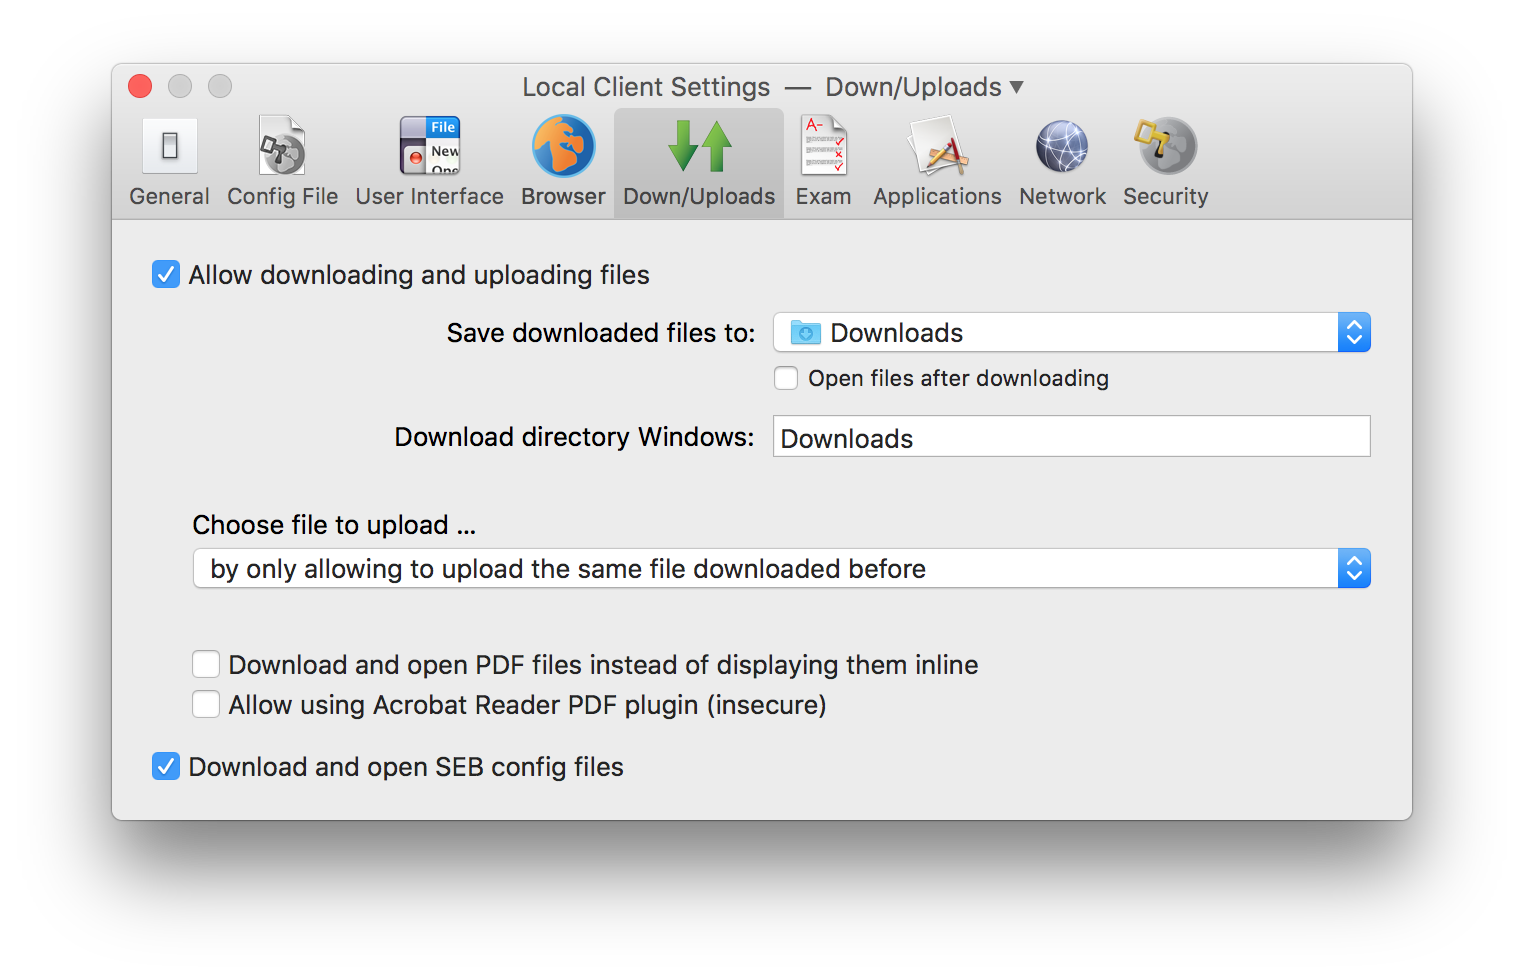 Local Client Settings — Down/Uploads ▼
File
New
One
A-
General Config File User Interface Browser Down/Uploads Exam Applications Network Security
Allow downloading and uploading files
Save downloaded files to: Downloads
Open files after downloading
Download directory Windows: Downloads
Choose file to upload ...
by only allowing to upload the same file downloaded before
Download and open PDF files instead of displaying them inline
Allow using Acrobat Reader PDF plugin (insecure)
Download and open SEB config files